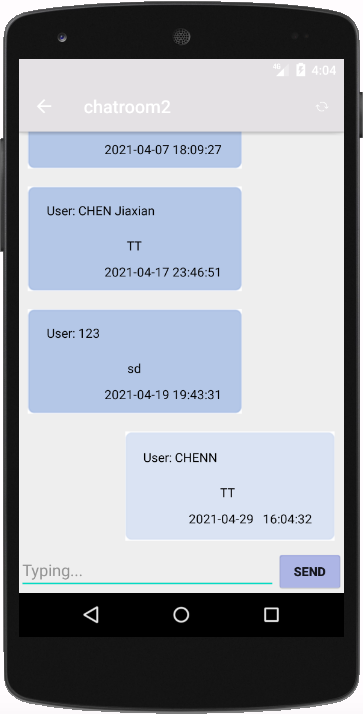 4G 4:04
chatroom2
2021-04-07 18:09:27
User: CHEN Jiaxian
TT
2021-04-17 23:46:51
User: 123
sd
2021-04-19 19:43:31
User: CHENN
TT
2021-04-29   16:04:32
Typing...
SEND